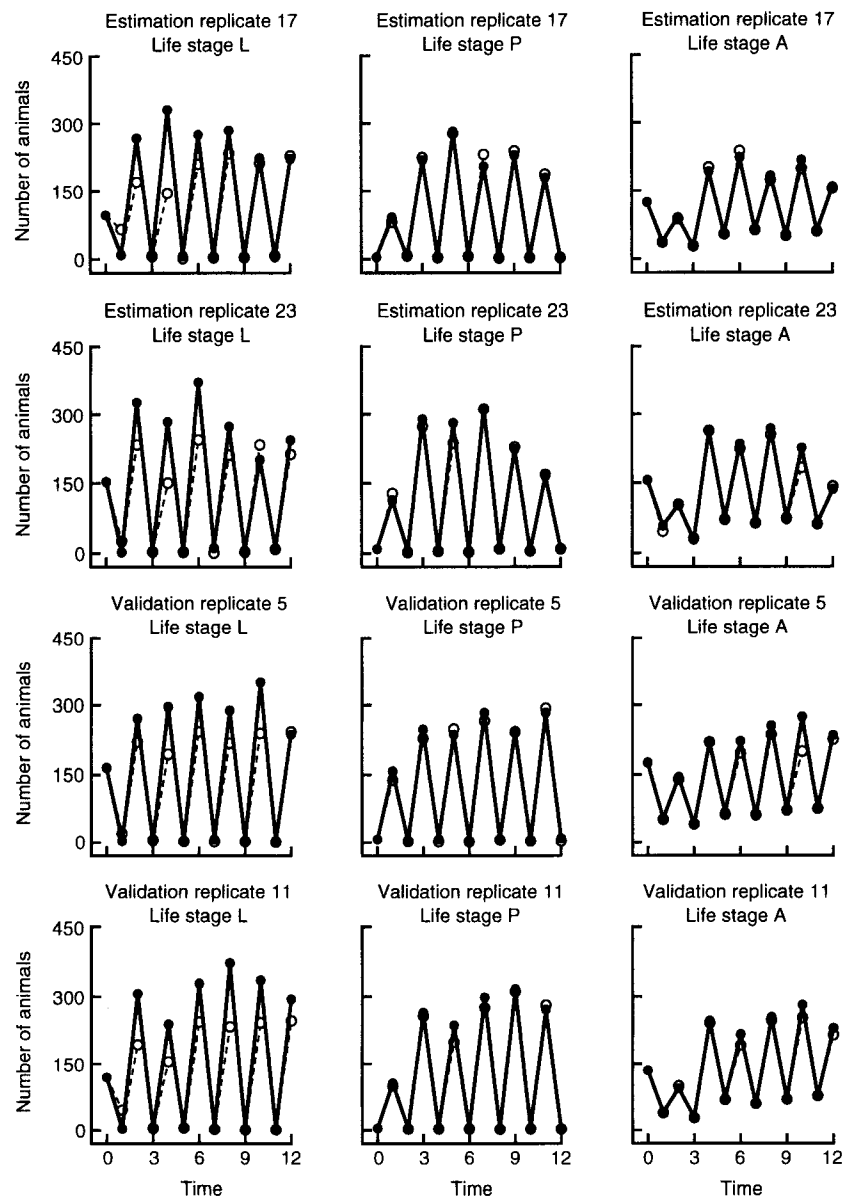 Estimation replicate 17
Life stage L
Estimation replicate 17
Life stage P
Estimation replicate 17
Life stage A
Number of animals
450
300
150
0
Estimation replicate 23
Life stage L
Estimation replicate 23
Life stage P
Estimation replicate 23
Life stage A
Number of animals
450
300
150
0
Validation replicate 5
Life stage L
Validation replicate 5
Life stage P
Validation replicate 5
Life stage A
Number of animals
450
300
150
0
Validation replicate 11
Life stage L
Validation replicate 11
Life stage P
Validation replicate 11
Life stage A
Number of animals
450
300
150
0
0 3 6 9 12
0 3 6 9 12
0 3 6 9 12
Time
Time
Time